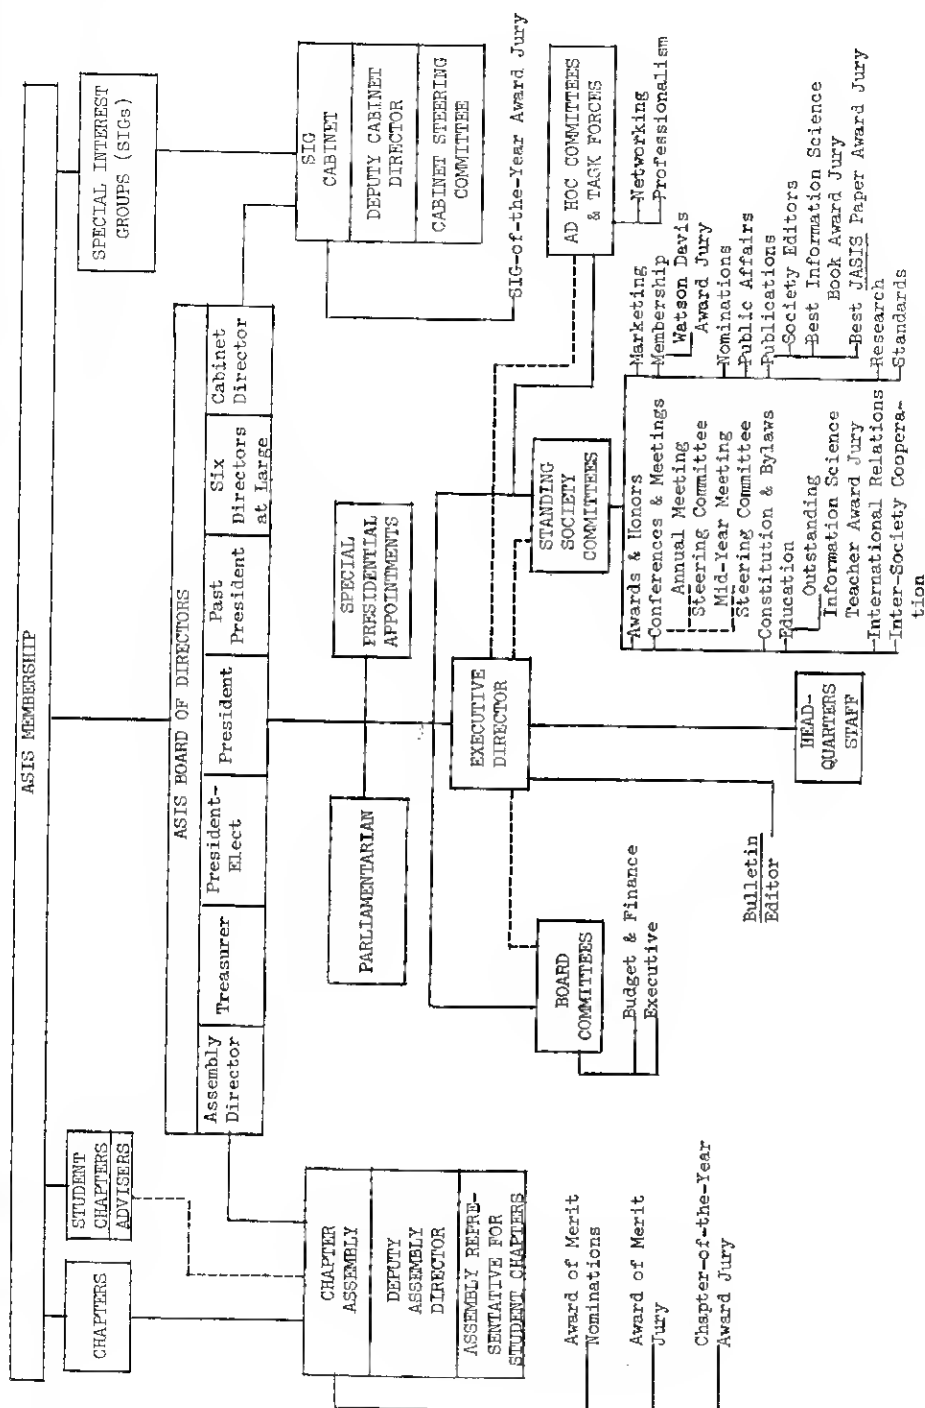 ASIS MEMBERSHIP
CHAPTERS
STUDENT
CHAPTERS
ADVISERS
SPECIAL INTEREST
GROUPS (SIGs)
ASIS BOARD OF DIRECTORS
Assembly
Director
Treasurer
President-
Elect
President
Past
President
Six
Directors
at Large
Cabinet
Director
CHAPTER
ASSEMBLY
DEPUTY
ASSEMBLY
DIRECTOR
ASSEMBLY REPRE-
SENTATIVE FOR
STUDENT CHAPTERS
Award of Merit
Nominations
Award of Merit
Jury
Chapter-of-the-Year
Award Jury
PARLIAMENTARIAN
SPECIAL
PRESIDENTIAL
APPOINTMENTS
SIG
CABINET
DEPUTY CABINET
DIRECTOR
CABINET STEERING
COMMITTEE
SIG-of-the-Year Award Jury
EXECUTIVE
DIRECTOR
BOARD
COMMITTEES
Budget & Finance
Executive
Bulletin
Editor
HEAD-
QUARTERS
STAFF
STANDING
SOCIETY
COMMITTEES
Awards & Honors
Conferences & Meetings
Annual Meeting
Steering Committee
Mid-Year Meeting
Steering Committee
Constitution & Bylaws
Education
Outstanding
Information Science
Teacher Award Jury
International Relations
Inter-Society Coopera-
tion
Marketing
Membership
Watson Davis
Award Jury
Nominations
Public Affairs
Publications
Society Editors
Best Information Science
Book Award Jury
Best JASIS Paper Award Jury
Research
Standards
AD HOC COMMITTEES
& TASK FORCES
Networking
Professionalism